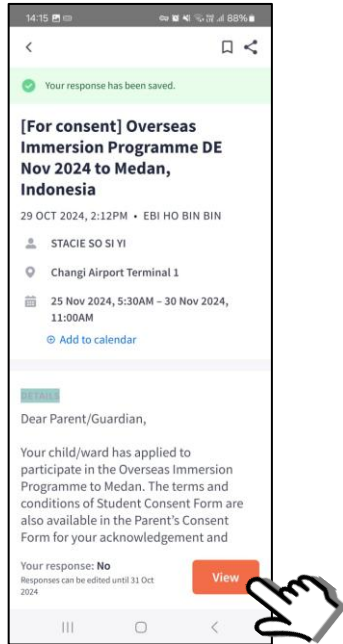 14:15 88%
Your response has been saved.
[For consent] Overseas
Immersion Programme DE
Nov 2024 to Medan,
Indonesia
29 OCT 2024, 2:12PM • EBI HO BIN BIN
STACIE SO SI YI
Changi Airport Terminal 1
25 Nov 2024, 5:30AM – 30 Nov 2024,
11:00AM
Add to calendar
DETAILS
Dear Parent/Guardian,
Your child/ward has applied to
participate in the Overseas Immersion
Programme to Medan. The terms and
conditions of Student Consent Form are
also available in the Parent's Consent
Form for your acknowledgement and
Your response: No
Responses can be edited until 31 Oct
2024
View